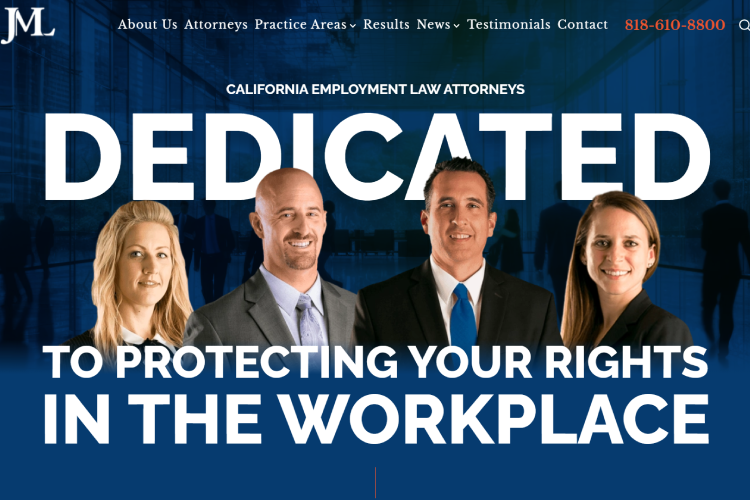 JML
About Us Attorneys Practice Areas Results News Testimonials Contact 818-610-8800
CALIFORNIA EMPLOYMENT LAW ATTORNEYS
DEDICATED
TO PROTECTING YOUR RIGHTS
IN THE WORKPLACE